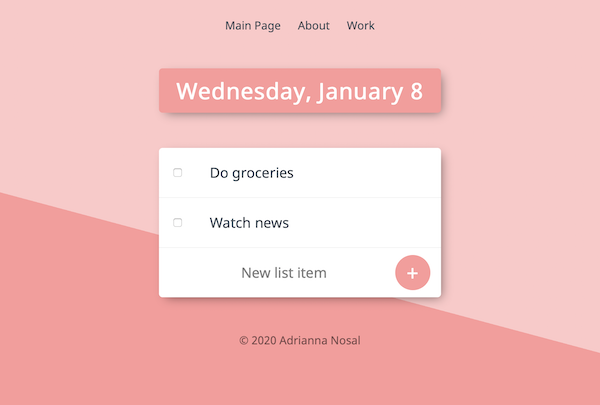 Main Page About Work
Wednesday, January 8
Do groceries
Watch news
New list item
+
© 2020 Adrianna Nosal